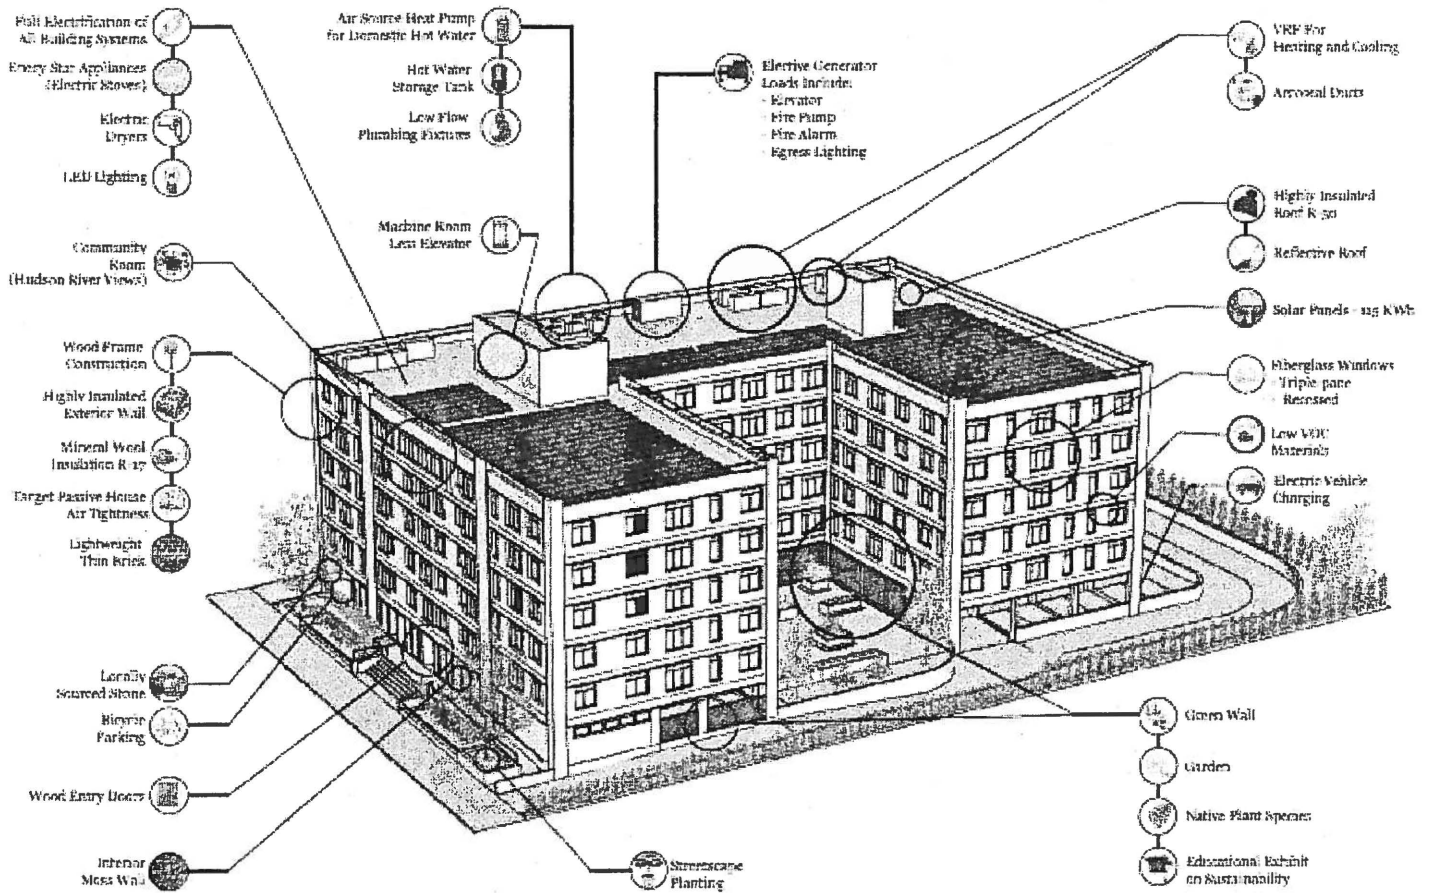 Full Electrification of
All Building Systems
Energy Star Appliances
(Electric Stoves)
Electric
Dryers
LED Lighting
Community
Room
(Hudson River Views)
Wood Frame
Construction
Highly Insulated
Exterior Wall
Mineral Wool
Insulation R-17
Target Passive House
Air Tightness
Lightweight
Thin Brick
Locally
Sourced Stone
Bicycle
Parking
Wood Entry Doors
Interior
Moss Wall
Air Source Heat Pump
for Domestic Hot Water
Hot Water
Storage Tank
Low Flow
Plumbing Fixtures
Machine Room
Less Elevator
Elective Generator
Loads Include:
- Elevator
- Fire Pump
- Fire Alarm
- Egress Lighting
VRF For
Heating and Cooling
Aeroseal Ducts
Highly Insulated
Roof R-50
Reflective Roof
Solar Panels - 115 KWh
Fiberglass Windows
- Triple-pane
- Recessed
Low VOC
Materials
Electric Vehicle
Charging
Green Wall
Garden
Native Plant Species
Educational Exhibit
on Sustainability
Streetscape
Planting